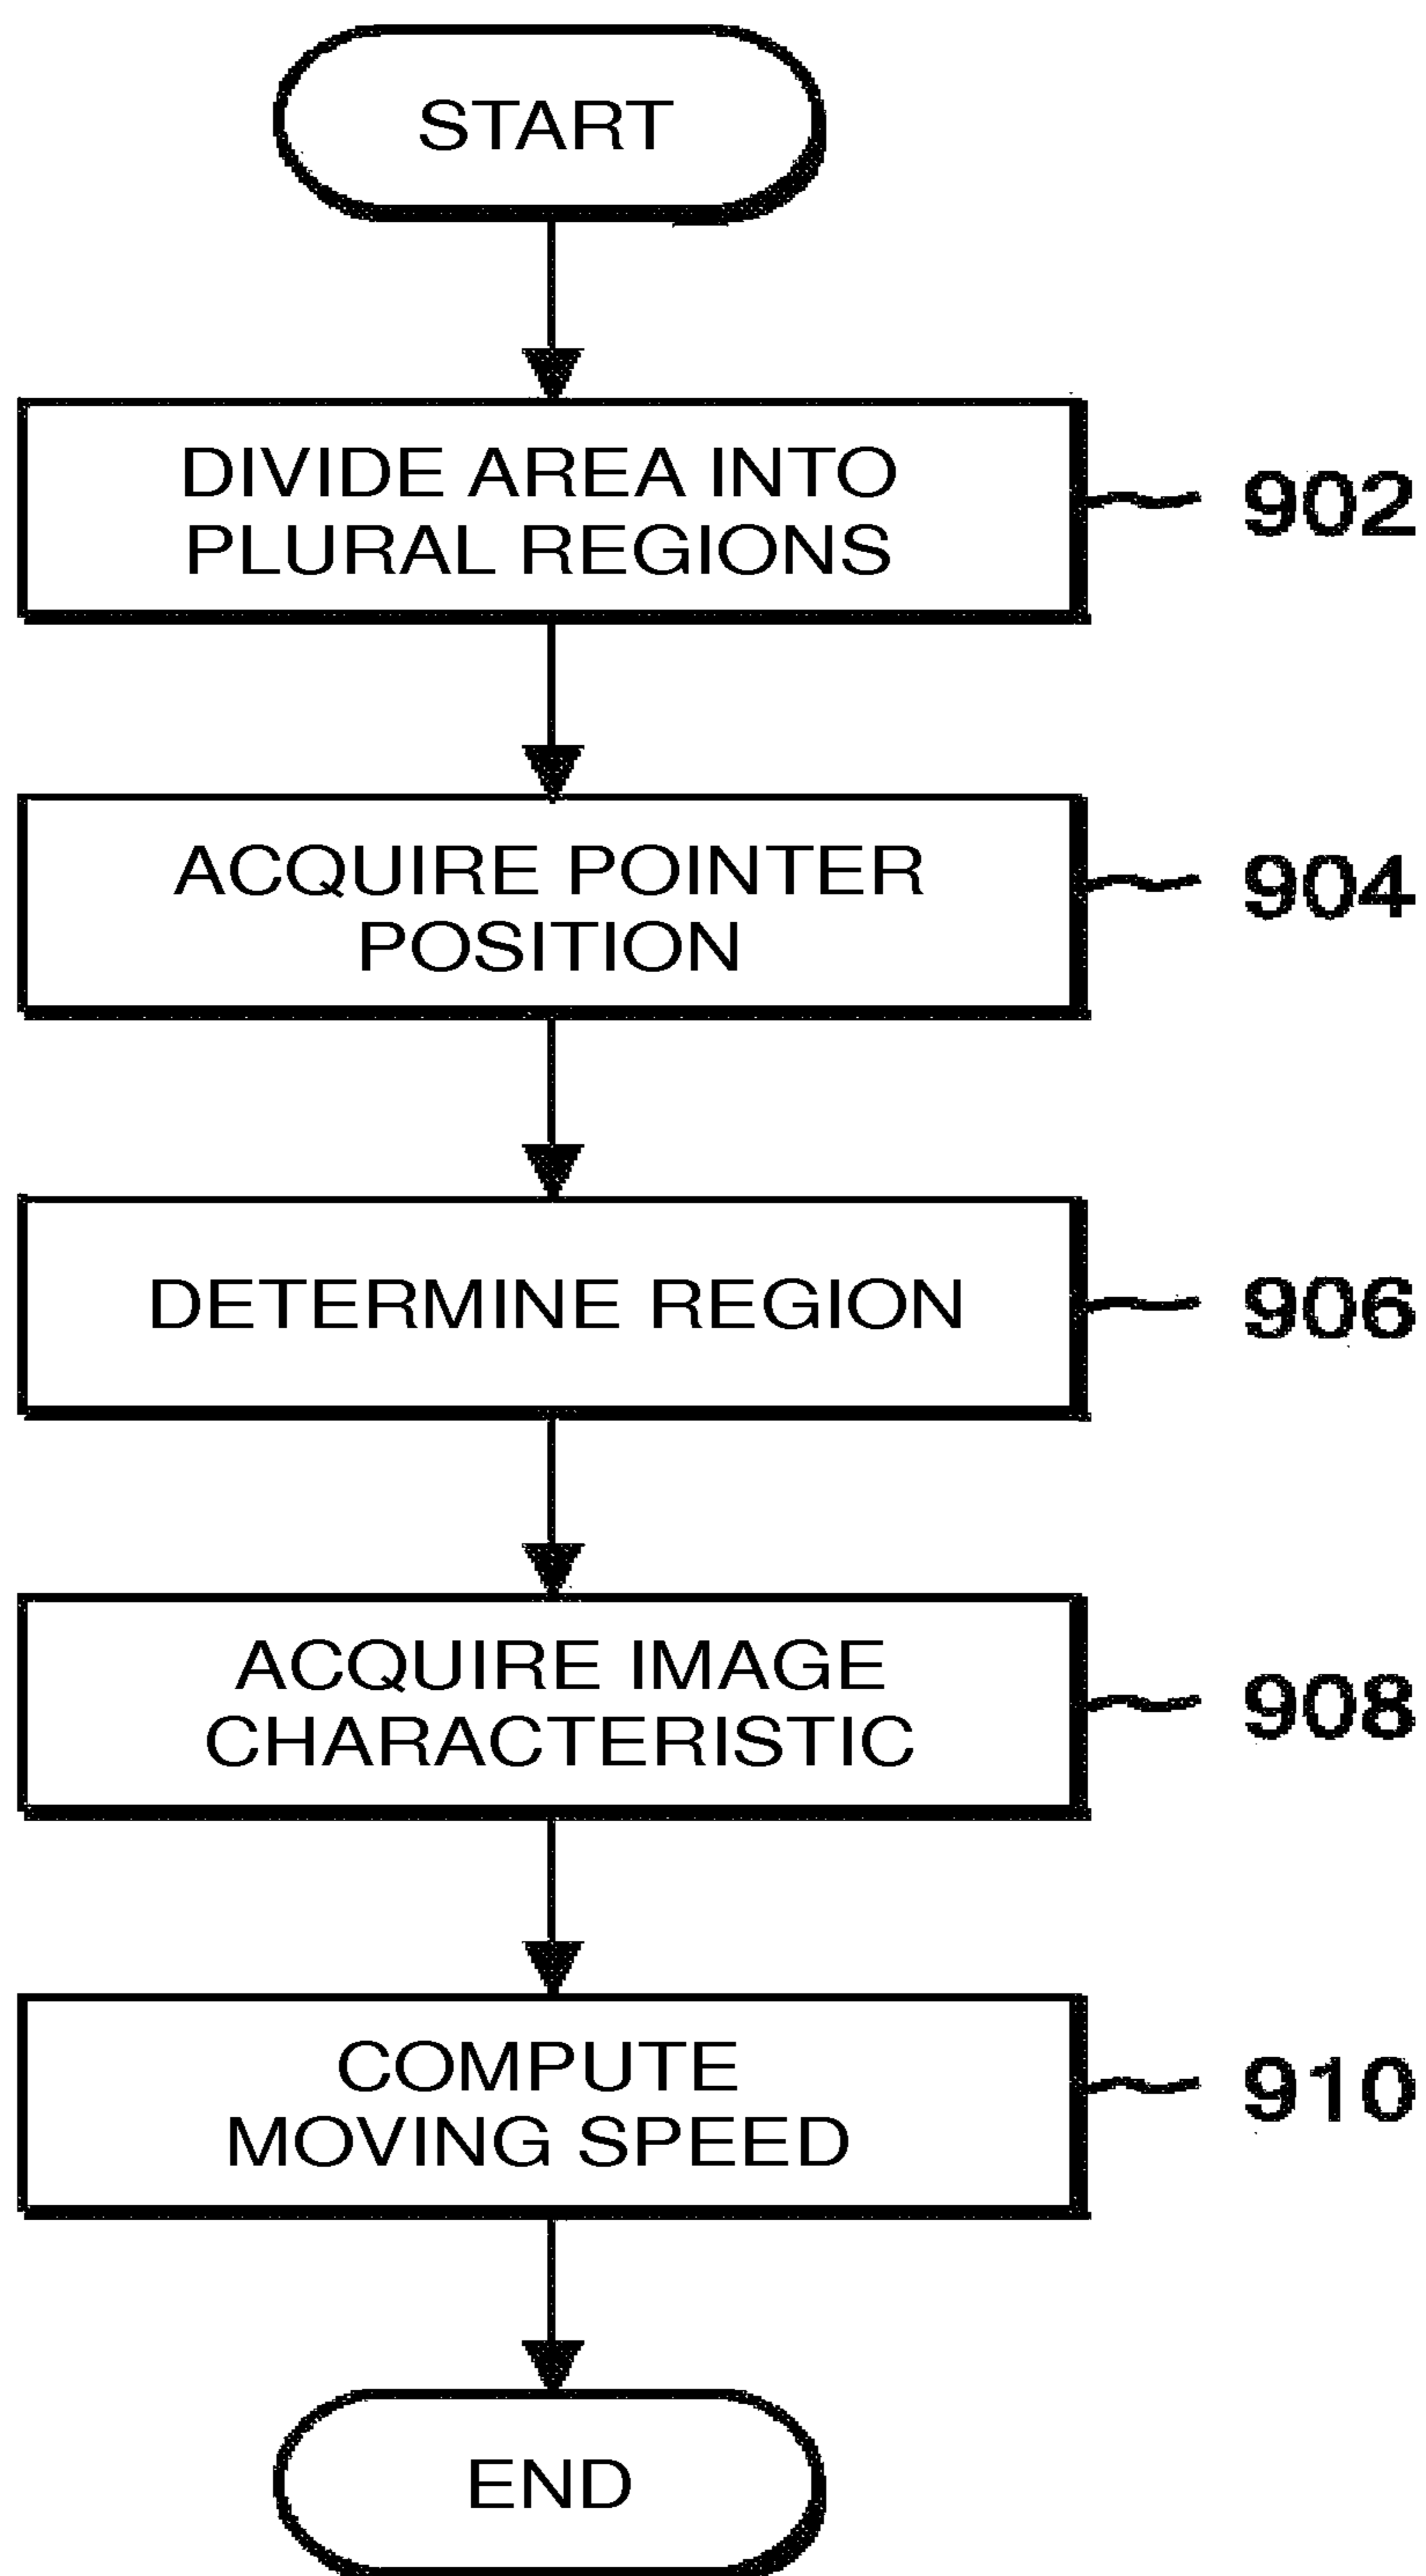 START
DIVIDE AREA INTO
PLURAL REGIONS
902
ACQUIRE POINTER
POSITION
904
DETERMINE REGION
906
ACQUIRE IMAGE
CHARACTERISTIC
908
COMPUTE
MOVING SPEED
910
END